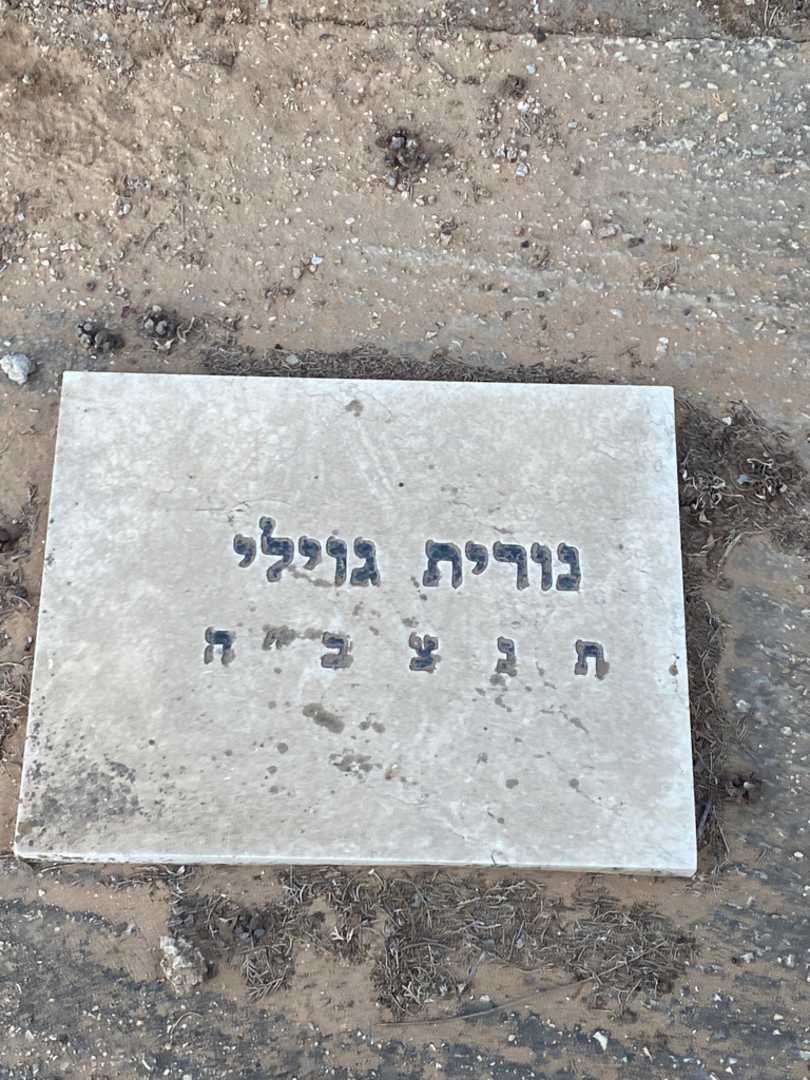 נורית גוילי
ת נ צ ב ״ ה